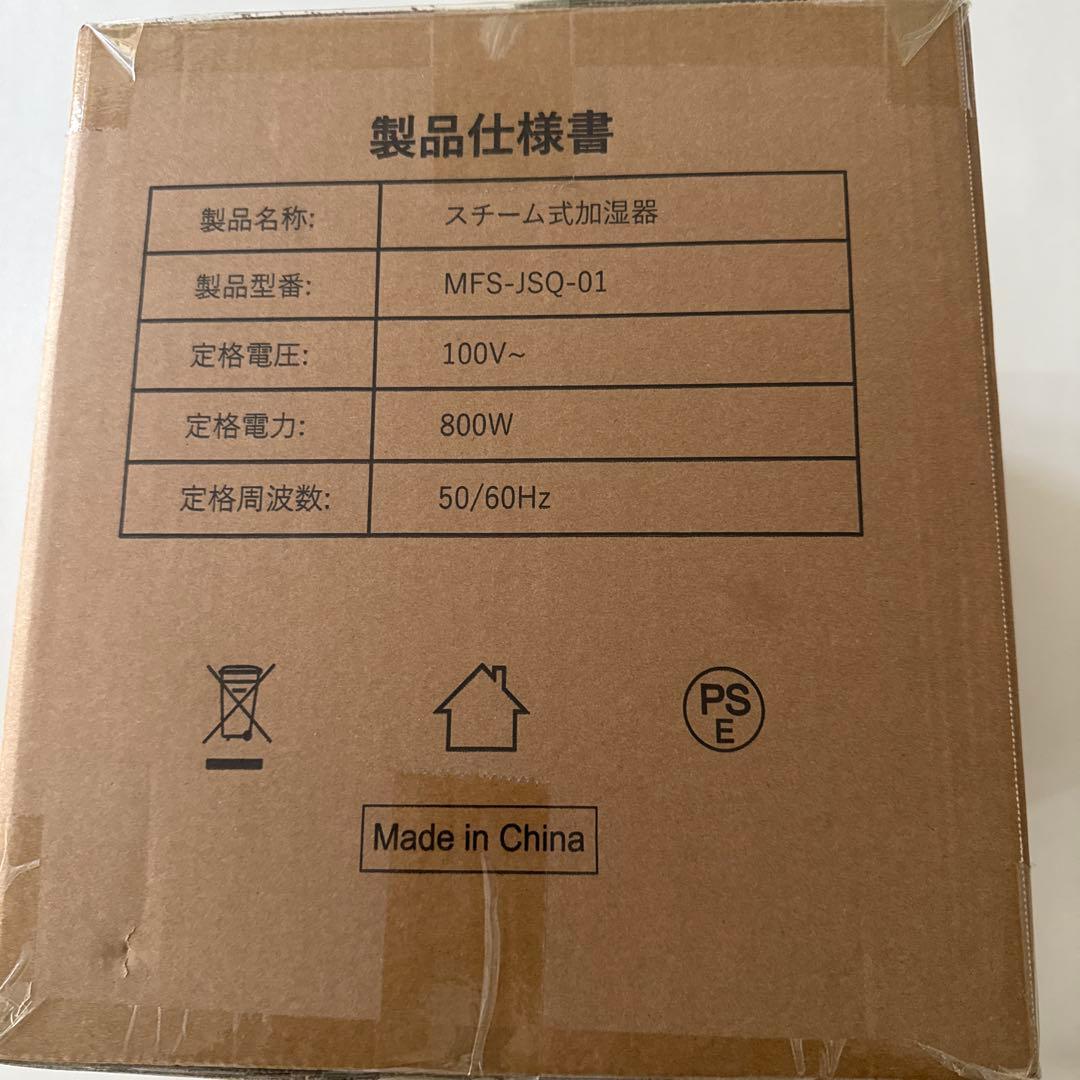 製品仕様書
製品名称: スチーム式加湿器
製品型番: MFS-JSQ-01
定格電圧: 100V~
定格電力: 800W
定格周波数: 50/60Hz
PS
E
Made in China